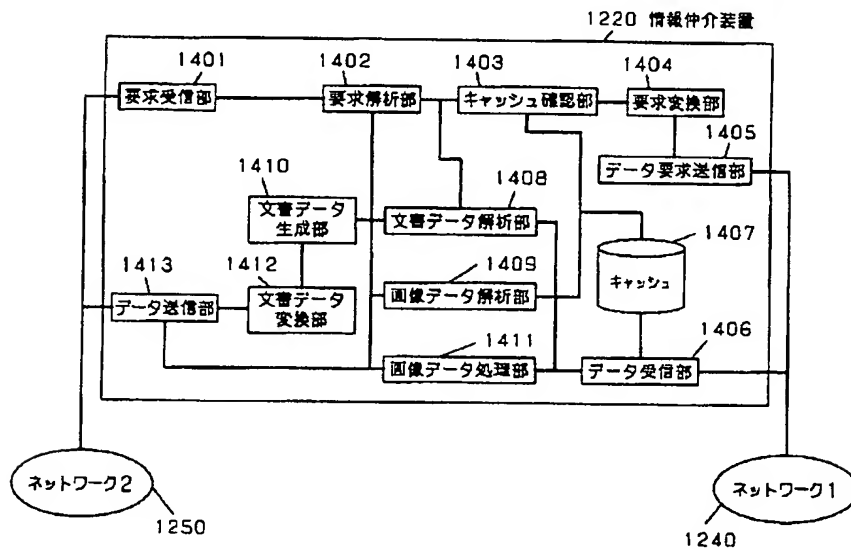 1220 情報仲介装置
1401
1402
1403
1404
要求受信部
要求解析部
キャッシュ確認部
要求変換部
1405
データ要求送信部
1410
1408
文書データ
生成部
文書データ解析部
1407
キャッシュ
1413
1412
1409
データ送信部
文書データ
変換部
画像データ解析部
1411
1406
画像データ処理部
データ受信部
ネットワーク2
ネットワーク1
1250
1240